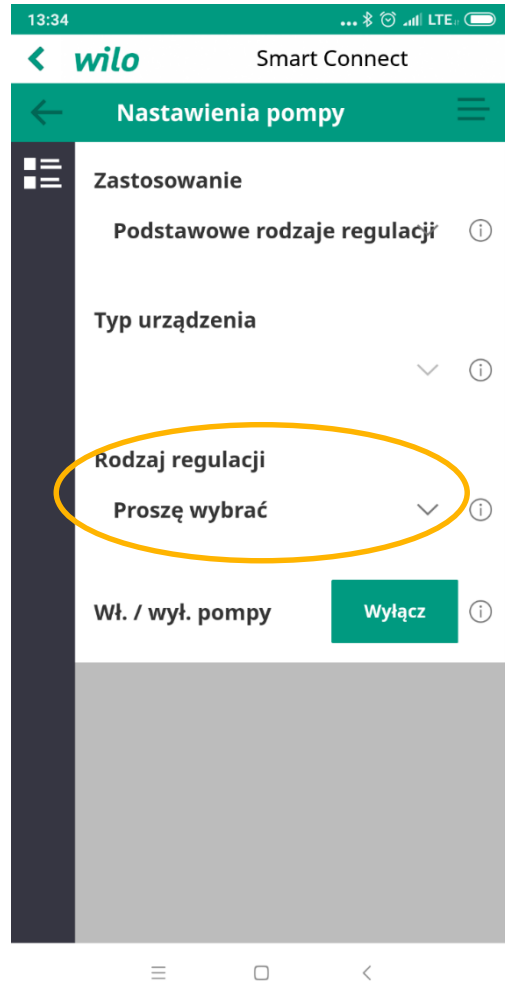 13:34 LTE
wilo Smart Connect
Nastawienia pompy
Zastosowanie
Podstawowe rodzaje regulacji
Typ urządzenia
Rodzaj regulacji
Proszę wybrać
Wł. / wył. pompy Wyłącz